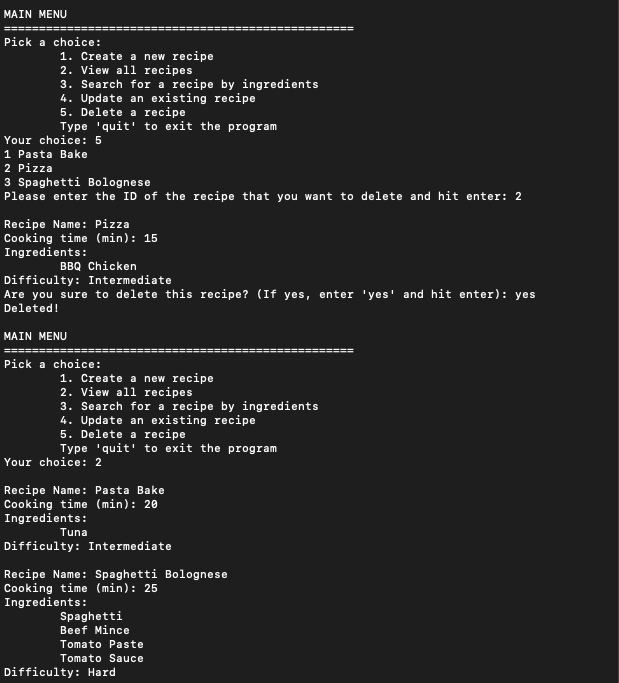 MAIN MENU
==================================================
Pick a choice:
        1. Create a new recipe
        2. View all recipes
        3. Search for a recipe by ingredients
        4. Update an existing recipe
        5. Delete a recipe
        Type 'quit' to exit the program
Your choice: 5
1 Pasta Bake
2 Pizza
3 Spaghetti Bolognese
Please enter the ID of the recipe that you want to delete and hit enter: 2

Recipe Name: Pizza
Cooking time (min): 15
Ingredients:
        BBQ Chicken
Difficulty: Intermediate
Are you sure to delete this recipe? (If yes, enter 'yes' and hit enter): yes
Deleted!

MAIN MENU
==================================================
Pick a choice:
        1. Create a new recipe
        2. View all recipes
        3. Search for a recipe by ingredients
        4. Update an existing recipe
        5. Delete a recipe
        Type 'quit' to exit the program
Your choice: 2

Recipe Name: Pasta Bake
Cooking time (min): 20
Ingredients:
        Tuna
Difficulty: Intermediate

Recipe Name: Spaghetti Bolognese
Cooking time (min): 25
Ingredients:
        Spaghetti
        Beef Mince
        Tomato Paste
        Tomato Sauce
Difficulty: Hard